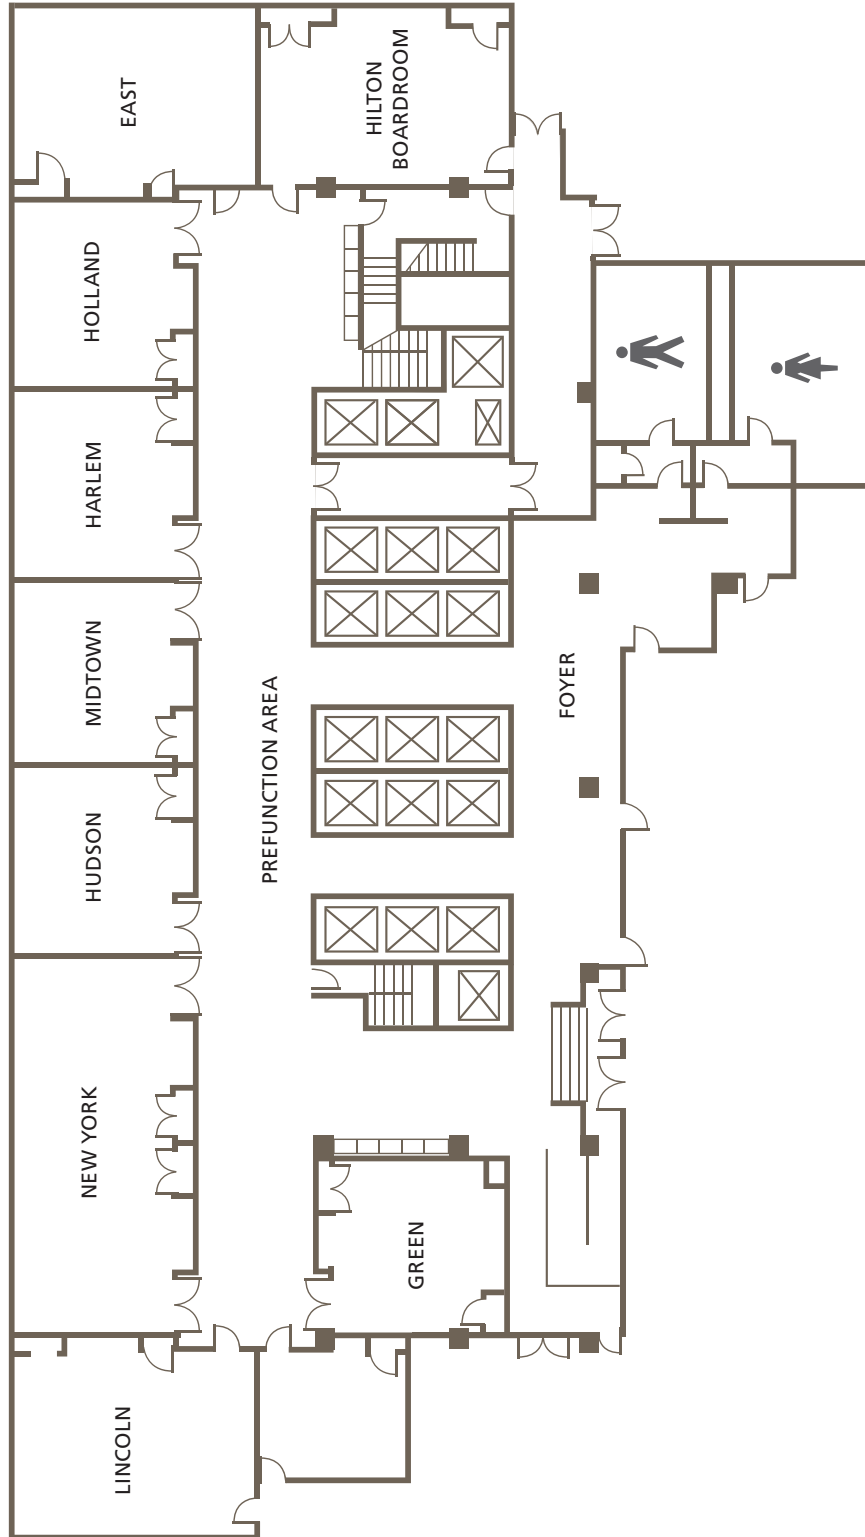 EAST
HILTON
BOARDROOM
HOLLAND
HARLEM
MIDTOWN
HUDSON
PREFUNCTION AREA
FOYER
NEW YORK
GREEN
LINCOLN